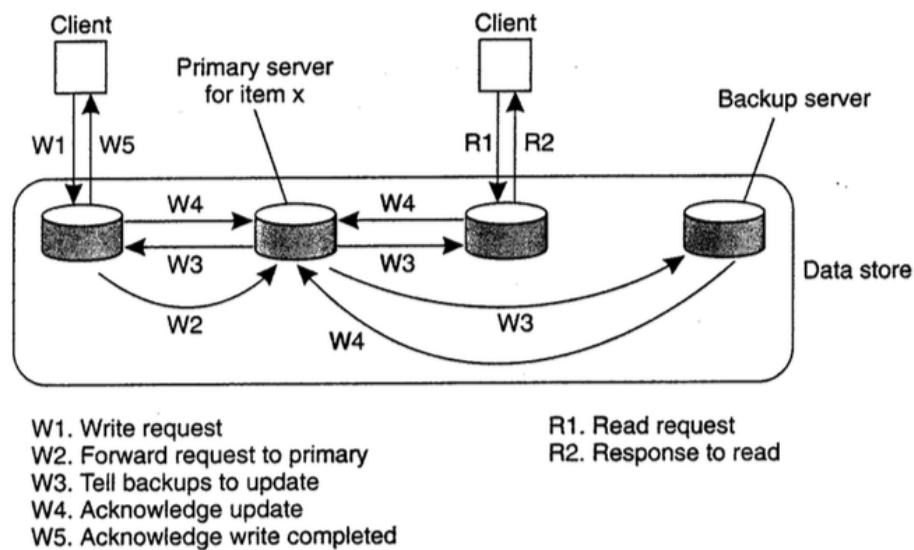 Client
Client
Primary server
for item x
Backup server
W1
W5
R1
R2
W4
W4
W3
W3
Data store
W2
W3
W4
W1. Write request
W2. Forward request to primary
W3. Tell backups to update
W4. Acknowledge update
W5. Acknowledge write completed
R1. Read request
R2. Response to read